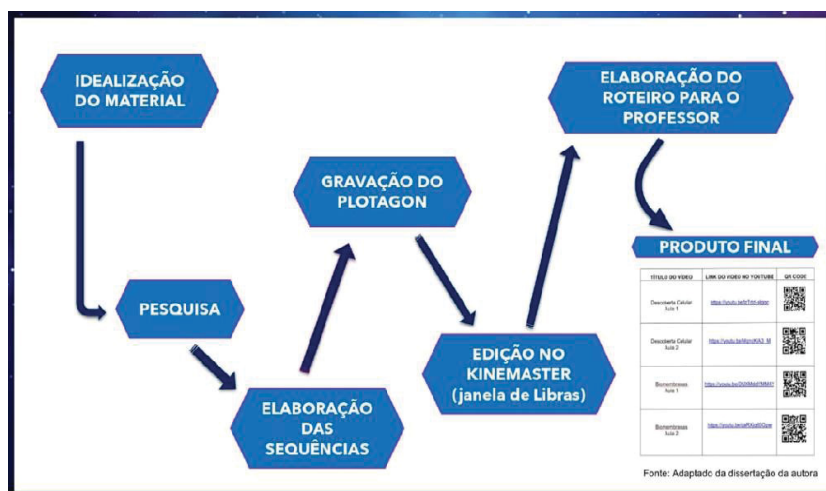 IDEALIZAÇÃO
DO MATERIAL
PESQUISA
ELABORAÇÃO
DAS
SEQUÊNCIAS
GRAVAÇÃO DO
PLOTAGON
EDIÇÃO NO
KINEMASTER
(janela de Libras)
ELABORAÇÃO DO
ROTEIRO PARA O
PROFESSOR
PRODUTO FINAL
TÍTULO DO VÍDEO LINK DO VÍDEO NO YOUTUBE QR CODE
Descoberta Celular
Aula 1
Descoberta Celular
Aula 2
Biomembranas
Aula 1
Biomembranas
Aula 2
Fonte: Adaptado da dissertação da autora